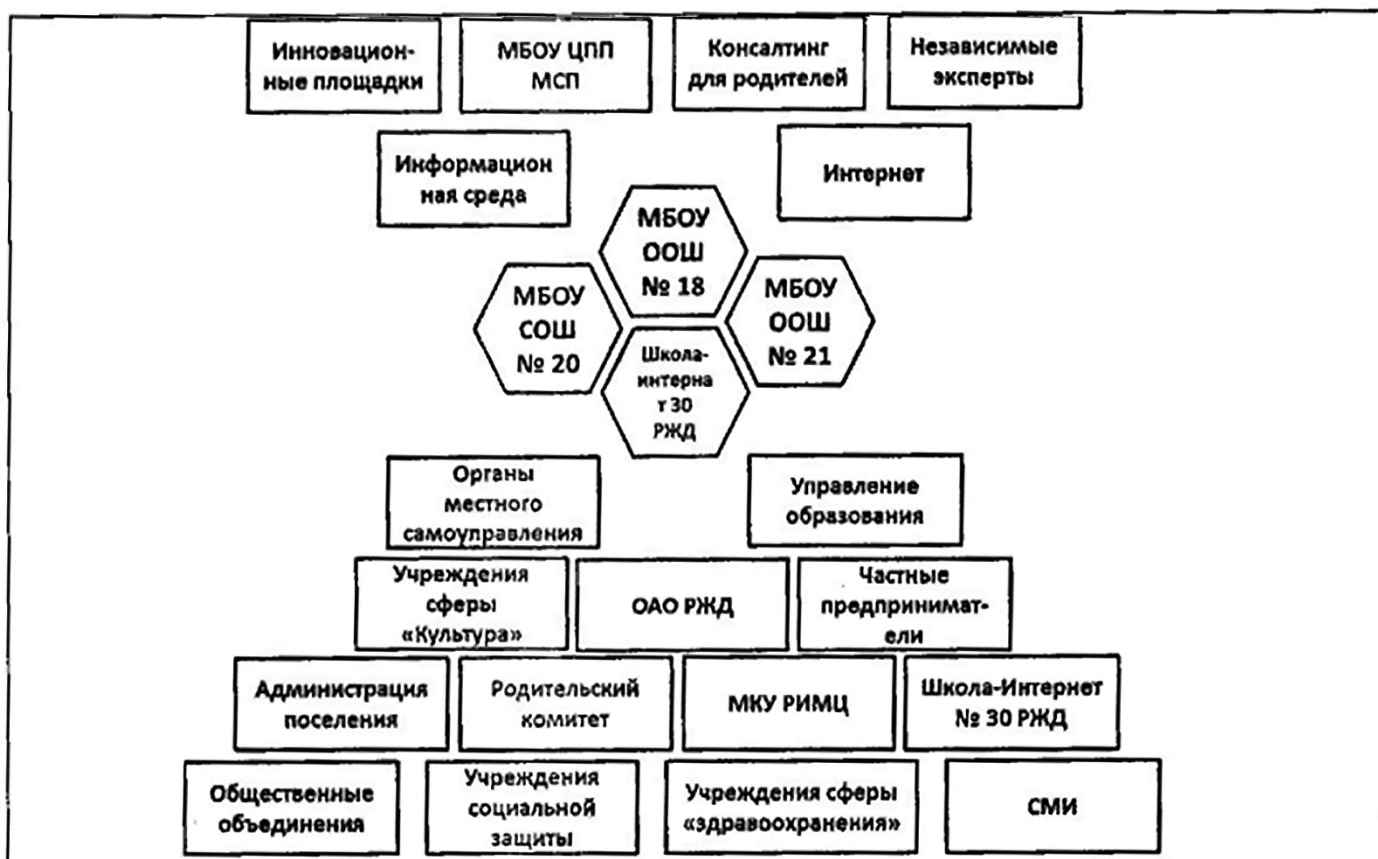 Инновацион-
ные площадки
МБОУ ЦПП
МСП
Консалтинг
для родителей
Независимые
эксперты
Информацион
ная среда
Интернет
МБОУ
ООШ
№ 18
МБОУ
СОШ
№ 20
МБОУ
ООШ
№ 21
Школа-
интерна
т 30
РЖД
Органы
местного
самоуправления
Управление
образования
Учреждения
сферы
«Культура»
ОАО РЖД
Частные
предпринимат-
ели
Администрация
поселения
Родительский
комитет
МКУ РИМЦ
Школа-Интернет
№ 30 РЖД
Общественные
объединения
Учреждения
социальной
защиты
Учреждения сферы
«здравоохранения»
СМИ